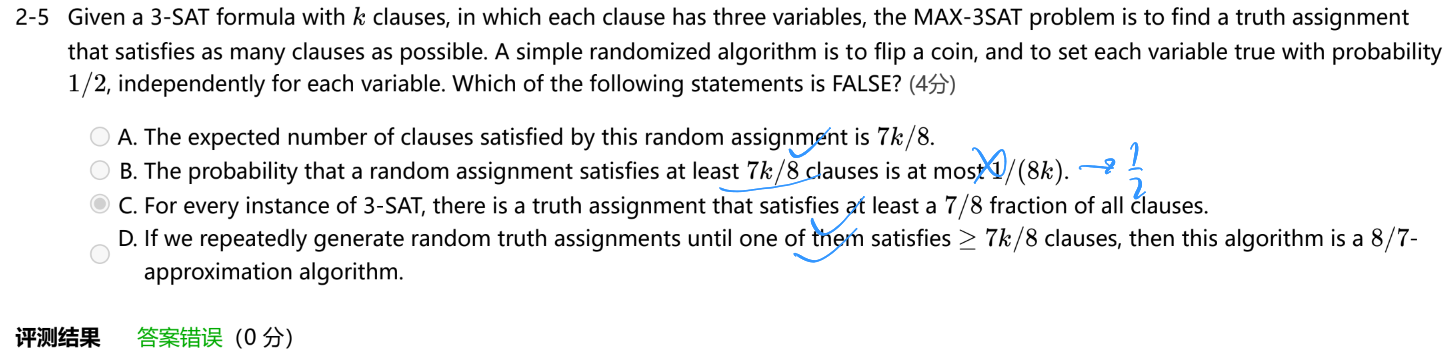 2-5 Given a 3-SAT formula with k clauses, in which each clause has three variables, the MAX-3SAT problem is to find a truth assignment
that satisfies as many clauses as possible. A simple randomized algorithm is to flip a coin, and to set each variable true with probability
1/2, independently for each variable. Which of the following statements is FALSE? (4分)
A. The expected number of clauses satisfied by this random assignment is 7k/8.
B. The probability that a random assignment satisfies at least 7k/8 clauses is at most 1/(8k). → 1/2
C. For every instance of 3-SAT, there is a truth assignment that satisfies at least a 7/8 fraction of all clauses.
D. If we repeatedly generate random truth assignments until one of them satisfies ≥ 7k/8 clauses, then this algorithm is a 8/7-
approximation algorithm.
评测结果 答案错误 (0 分)